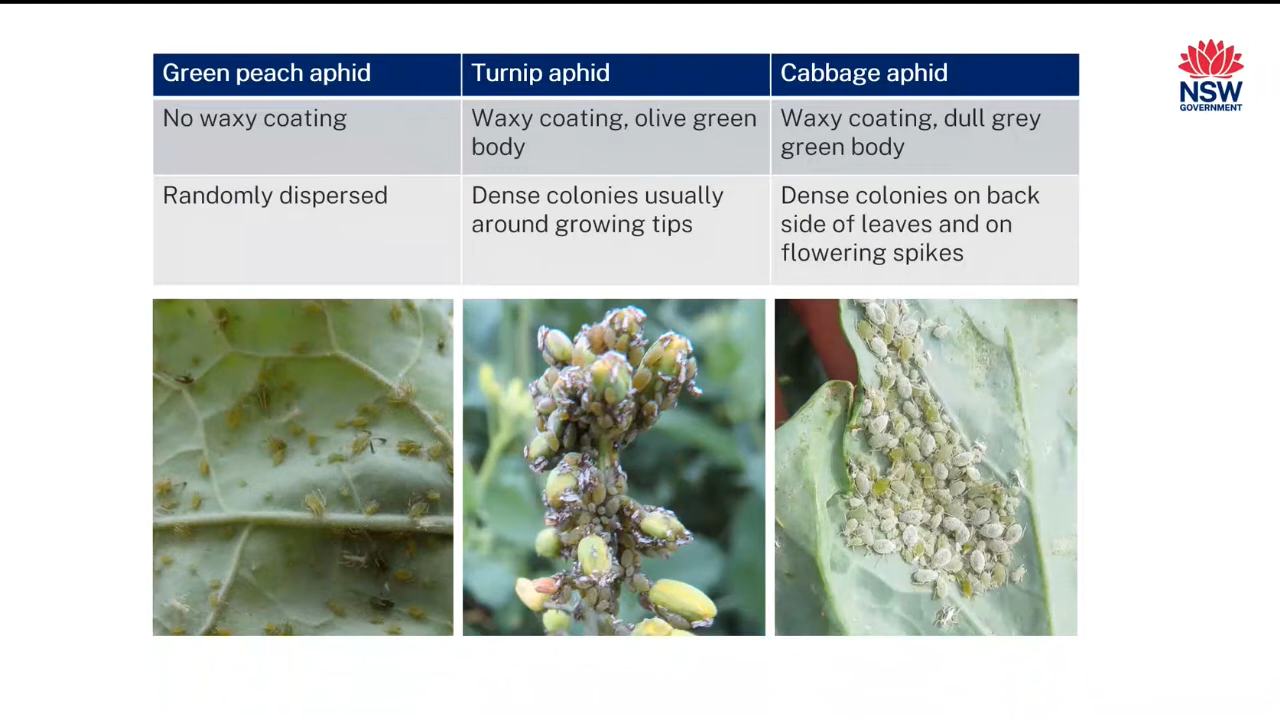 Green peach aphid
Turnip aphid
Cabbage aphid
No waxy coating
Waxy coating, olive green
body
Waxy coating, dull grey
green body
Randomly dispersed
Dense colonies usually
around growing tips
Dense colonies on back
side of leaves and on
flowering spikes
NSW
GOVERNMENT